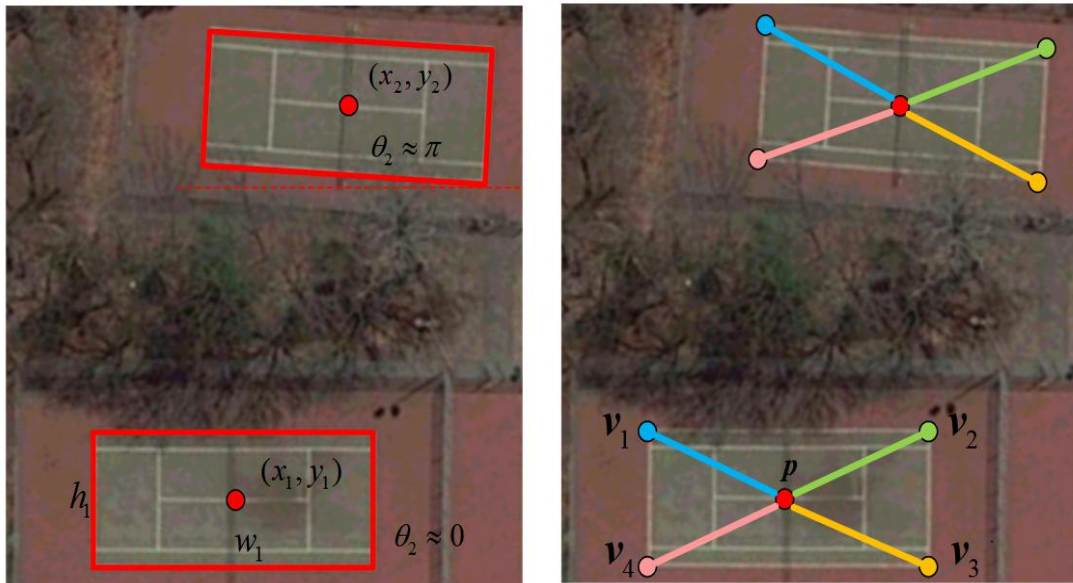 (x₂, y₂)
θ₂ ≈ π
(x₁, y₁)
h₁
w₁
θ₂ ≈ 0
v₁
v₂
p
v₄
v₃